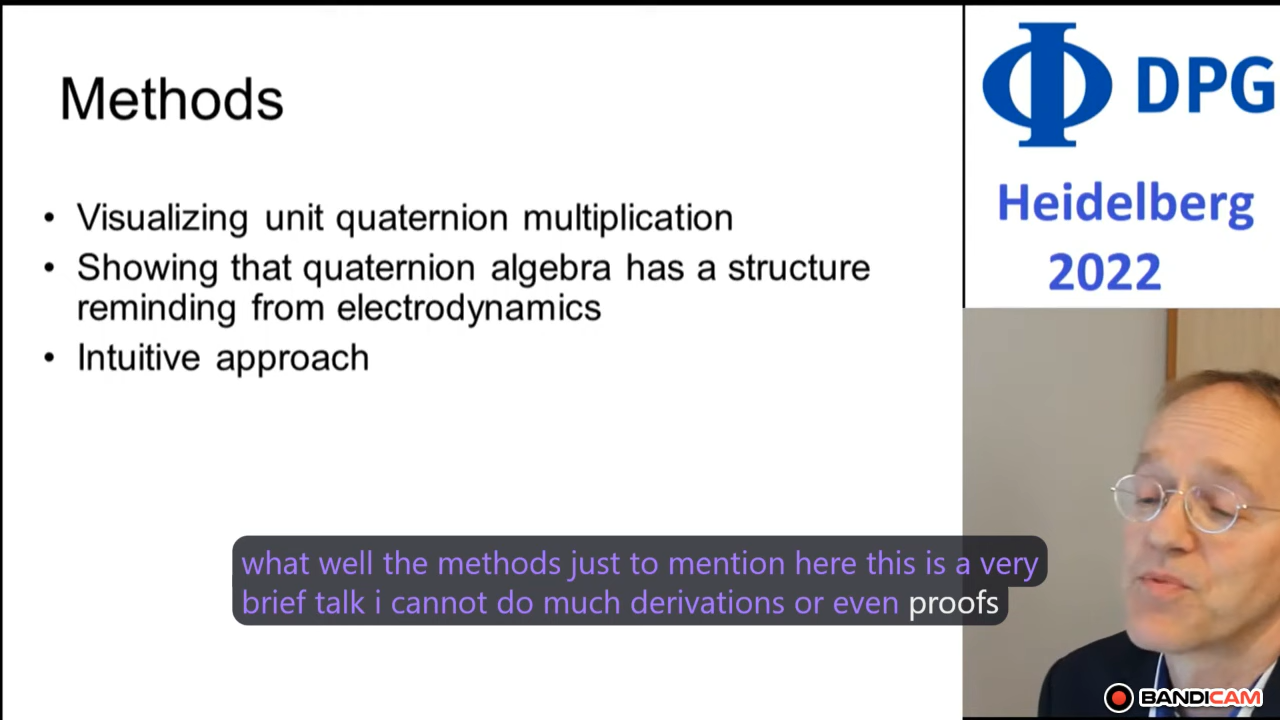 Methods
• Visualizing unit quaternion multiplication
• Showing that quaternion algebra has a structure
reminding from electrodynamics
• Intuitive approach
DPG
Heidelberg
2022
what well the methods just to mention here this is a very
brief talk i cannot do much derivations or even proofs
BANDICAM